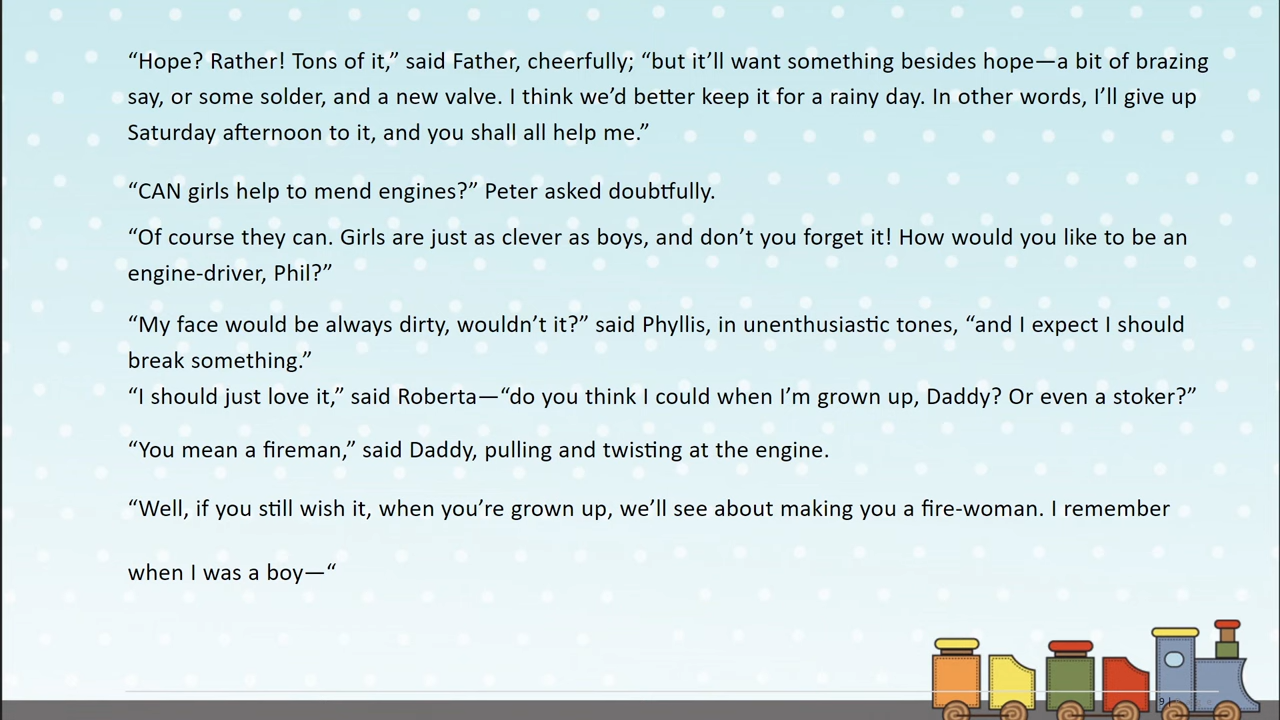 “Hope? Rather! Tons of it,” said Father, cheerfully; “but it’ll want something besides hope—a bit of brazing
say, or some solder, and a new valve. I think we’d better keep it for a rainy day. In other words, I’ll give up
Saturday afternoon to it, and you shall all help me.”
“CAN girls help to mend engines?” Peter asked doubtfully.
“Of course they can. Girls are just as clever as boys, and don’t you forget it! How would you like to be an
engine-driver, Phil?”
“My face would be always dirty, wouldn’t it?” said Phyllis, in unenthusiastic tones, “and I expect I should
break something.”
“I should just love it,” said Roberta—“do you think I could when I’m grown up, Daddy? Or even a stoker?”
“You mean a fireman,” said Daddy, pulling and twisting at the engine.
“Well, if you still wish it, when you’re grown up, we’ll see about making you a fire-woman. I remember
when I was a boy—“
9 |